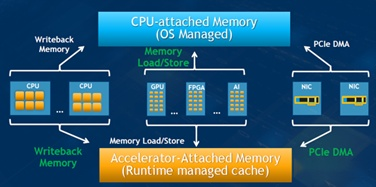 CPU-attached Memory
(OS Managed)
Writeback
Memory
Memory
Load/Store
PCIe DMA
CPU
CPU
...
GPU
FPGA
AI
... ...
NIC
NIC
...
Writeback
Memory
Memory Load/Store
PCIe DMA
Accelerator-Attached Memory
(Runtime managed cache)